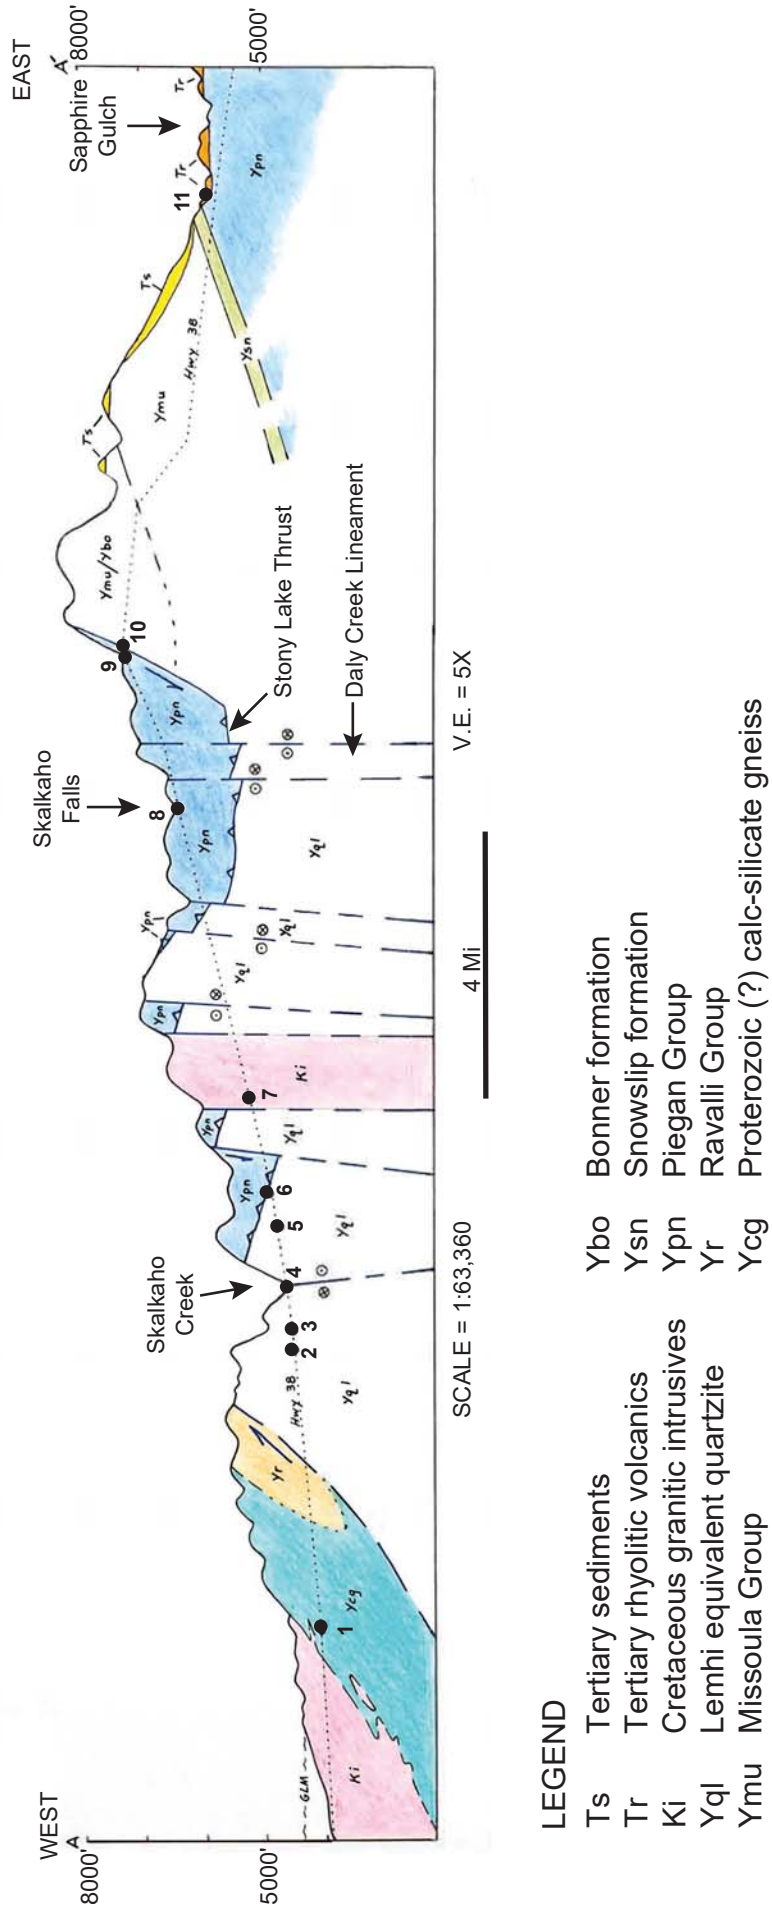 WEST
EAST
A
A'
8000'
5000'
8000'
5000'
Sapphire
Gulch
Skalkaho
Falls
Skalkaho
Creek
Stony Lake Thrust
Daly Creek Lineament
GLM
Ki
Ycg
Yr
Hwy 38
Yql
Yql
Ypn
Yql
Ypn
Ki
Ypn
Yql
Ypn
Yql
Ypn
Yql
Ypn
Ymu/Ybo
Ts
Ymu
Hwy 38
Ts
Ysn
Tr
Ypn
Tr
1
2
3
4
5
6
7
8
9
10
11
SCALE = 1:63,360
4 Mi
V.E. = 5X
LEGEND
Ts Tertiary sediments
Tr Tertiary rhyolitic volcanics
Ki Cretaceous granitic intrusives
Yql Lemhi equivalent quartzite
Ymu Missoula Group
Ybo Bonner formation
Ysn Snowslip formation
Ypn Piegan Group
Yr Ravalli Group
Ycg Proterozoic (?) calc-silicate gneiss